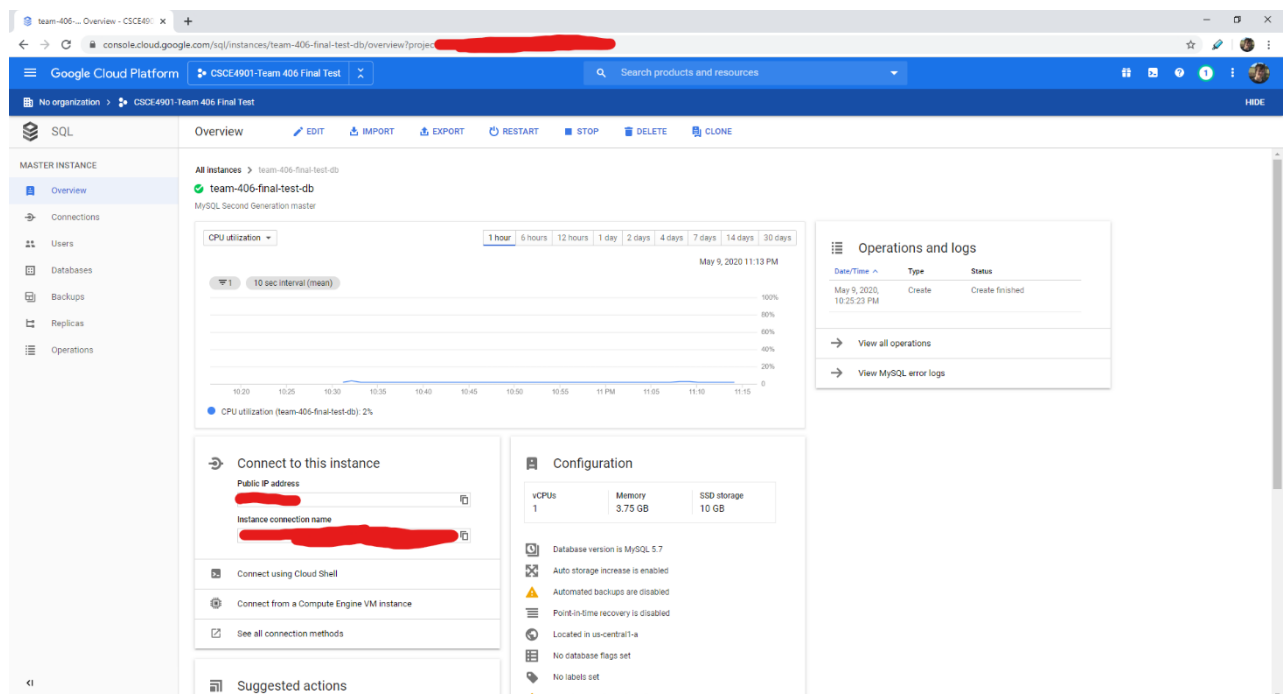 team-406-... Overview - CSCE490
console.cloud.google.com/sql/instances/team-406-final-test-db/overview?projec
Google Cloud Platform
CSCE4901-Team 406 Final Test
Search products and resources
1
No organization > CSCE4901-Team 406 Final Test
HIDE
SQL
Overview
EDIT
IMPORT
EXPORT
RESTART
STOP
DELETE
CLONE
MASTER INSTANCE
Overview
Connections
Users
Databases
Backups
Replicas
Operations
All instances > team-406-final-test-db
team-406-final-test-db
MySQL Second Generation master
CPU utilization
1 hour 6 hours 12 hours 1 day 2 days 4 days 7 days 14 days 30 days
May 9, 2020 11:13 PM
1
10 sec interval (mean)
100%
80%
60%
40%
20%
0
10:20 10:25 10:30 10:35 10:40 10:45 10:50 10:55 11 PM 11:05 11:10 11:15
CPU utilization (team-406-final-test-db): 2%
Operations and logs
Date/Time Type Status
May 9, 2020, Create Create finished
10:25:23 PM
View all operations
View MySQL error logs
Connect to this instance
Public IP address
Instance connection name
Connect using Cloud Shell
Connect from a Compute Engine VM instance
See all connection methods
Suggested actions
Configuration
vCPUs Memory SSD storage
1 3.75 GB 10 GB
Database version is MySQL 5.7
Auto storage increase is enabled
Automated backups are disabled
Point-in-time recovery is disabled
Located in us-central1-a
No database flags set
No labels set